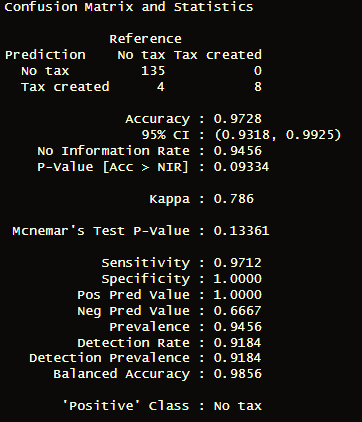 Confusion Matrix and Statistics
Reference
Prediction No tax Tax created
No tax 135 0
Tax created 4 8
Accuracy : 0.9728
95% CI : (0.9318, 0.9925)
No Information Rate : 0.9456
P-Value [Acc > NIR] : 0.09334
Kappa : 0.786
Mcnemar's Test P-Value : 0.13361
Sensitivity : 0.9712
Specificity : 1.0000
Pos Pred Value : 1.0000
Neg Pred Value : 0.6667
Prevalence : 0.9456
Detection Rate : 0.9184
Detection Prevalence : 0.9184
Balanced Accuracy : 0.9856
'Positive' Class : No tax